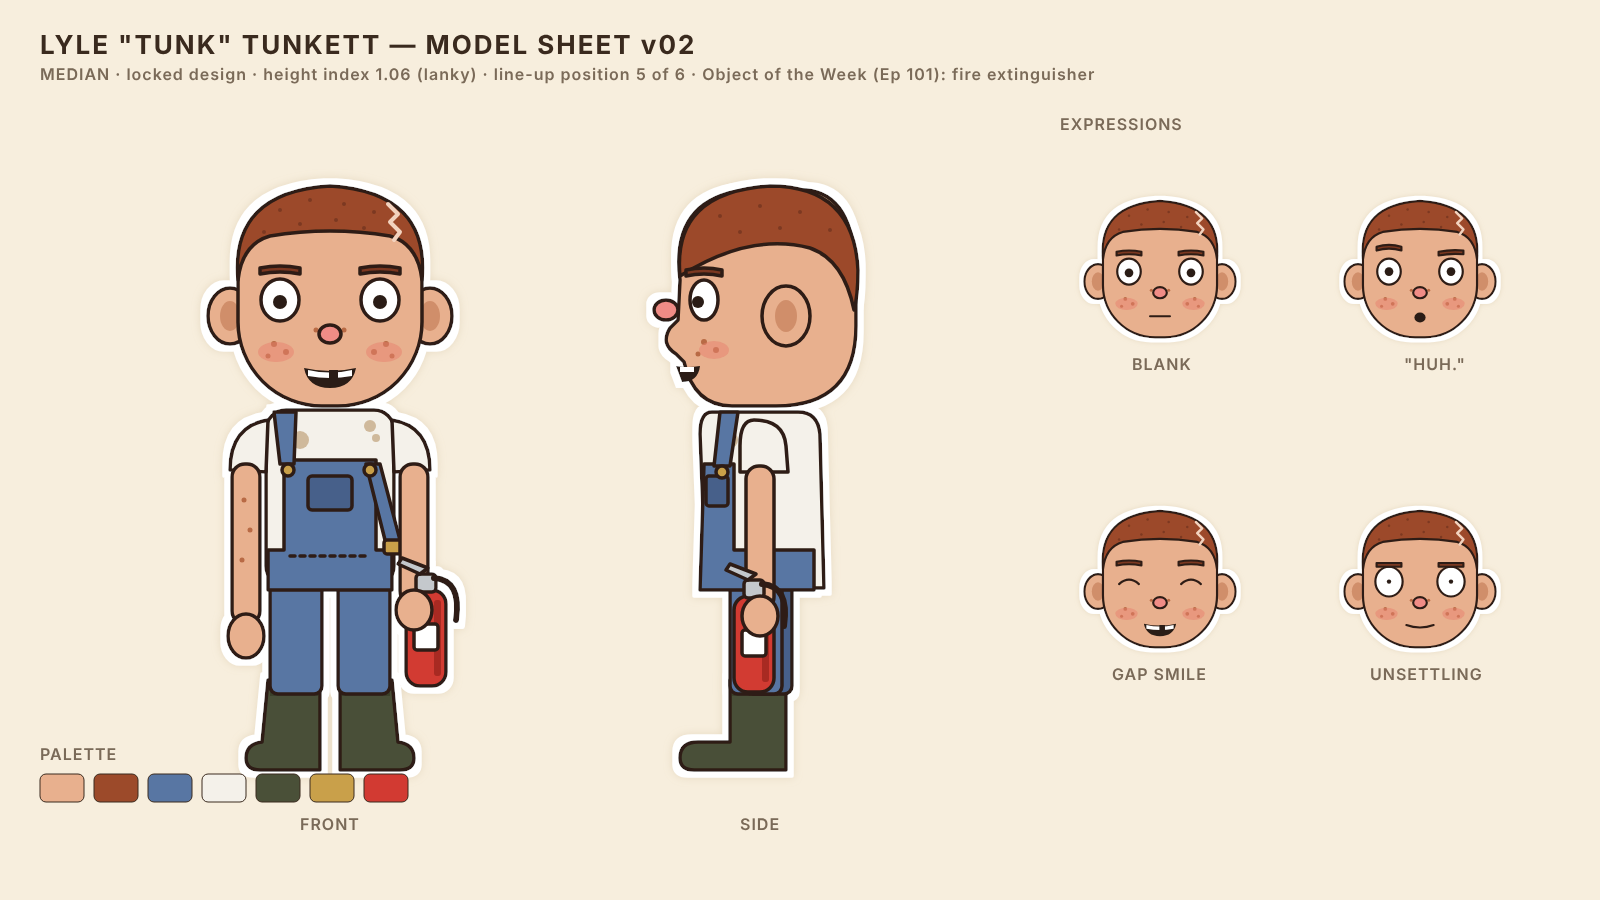 LYLE "TUNK" TUNKETT — MODEL SHEET v02
MEDIAN · locked design · height index 1.06 (lanky) · line-up position 5 of 6 · Object of the Week (Ep 101): fire extinguisher
EXPRESSIONS
BLANK
"HUH."
GAP SMILE
UNSETTLING
PALETTE
FRONT
SIDE